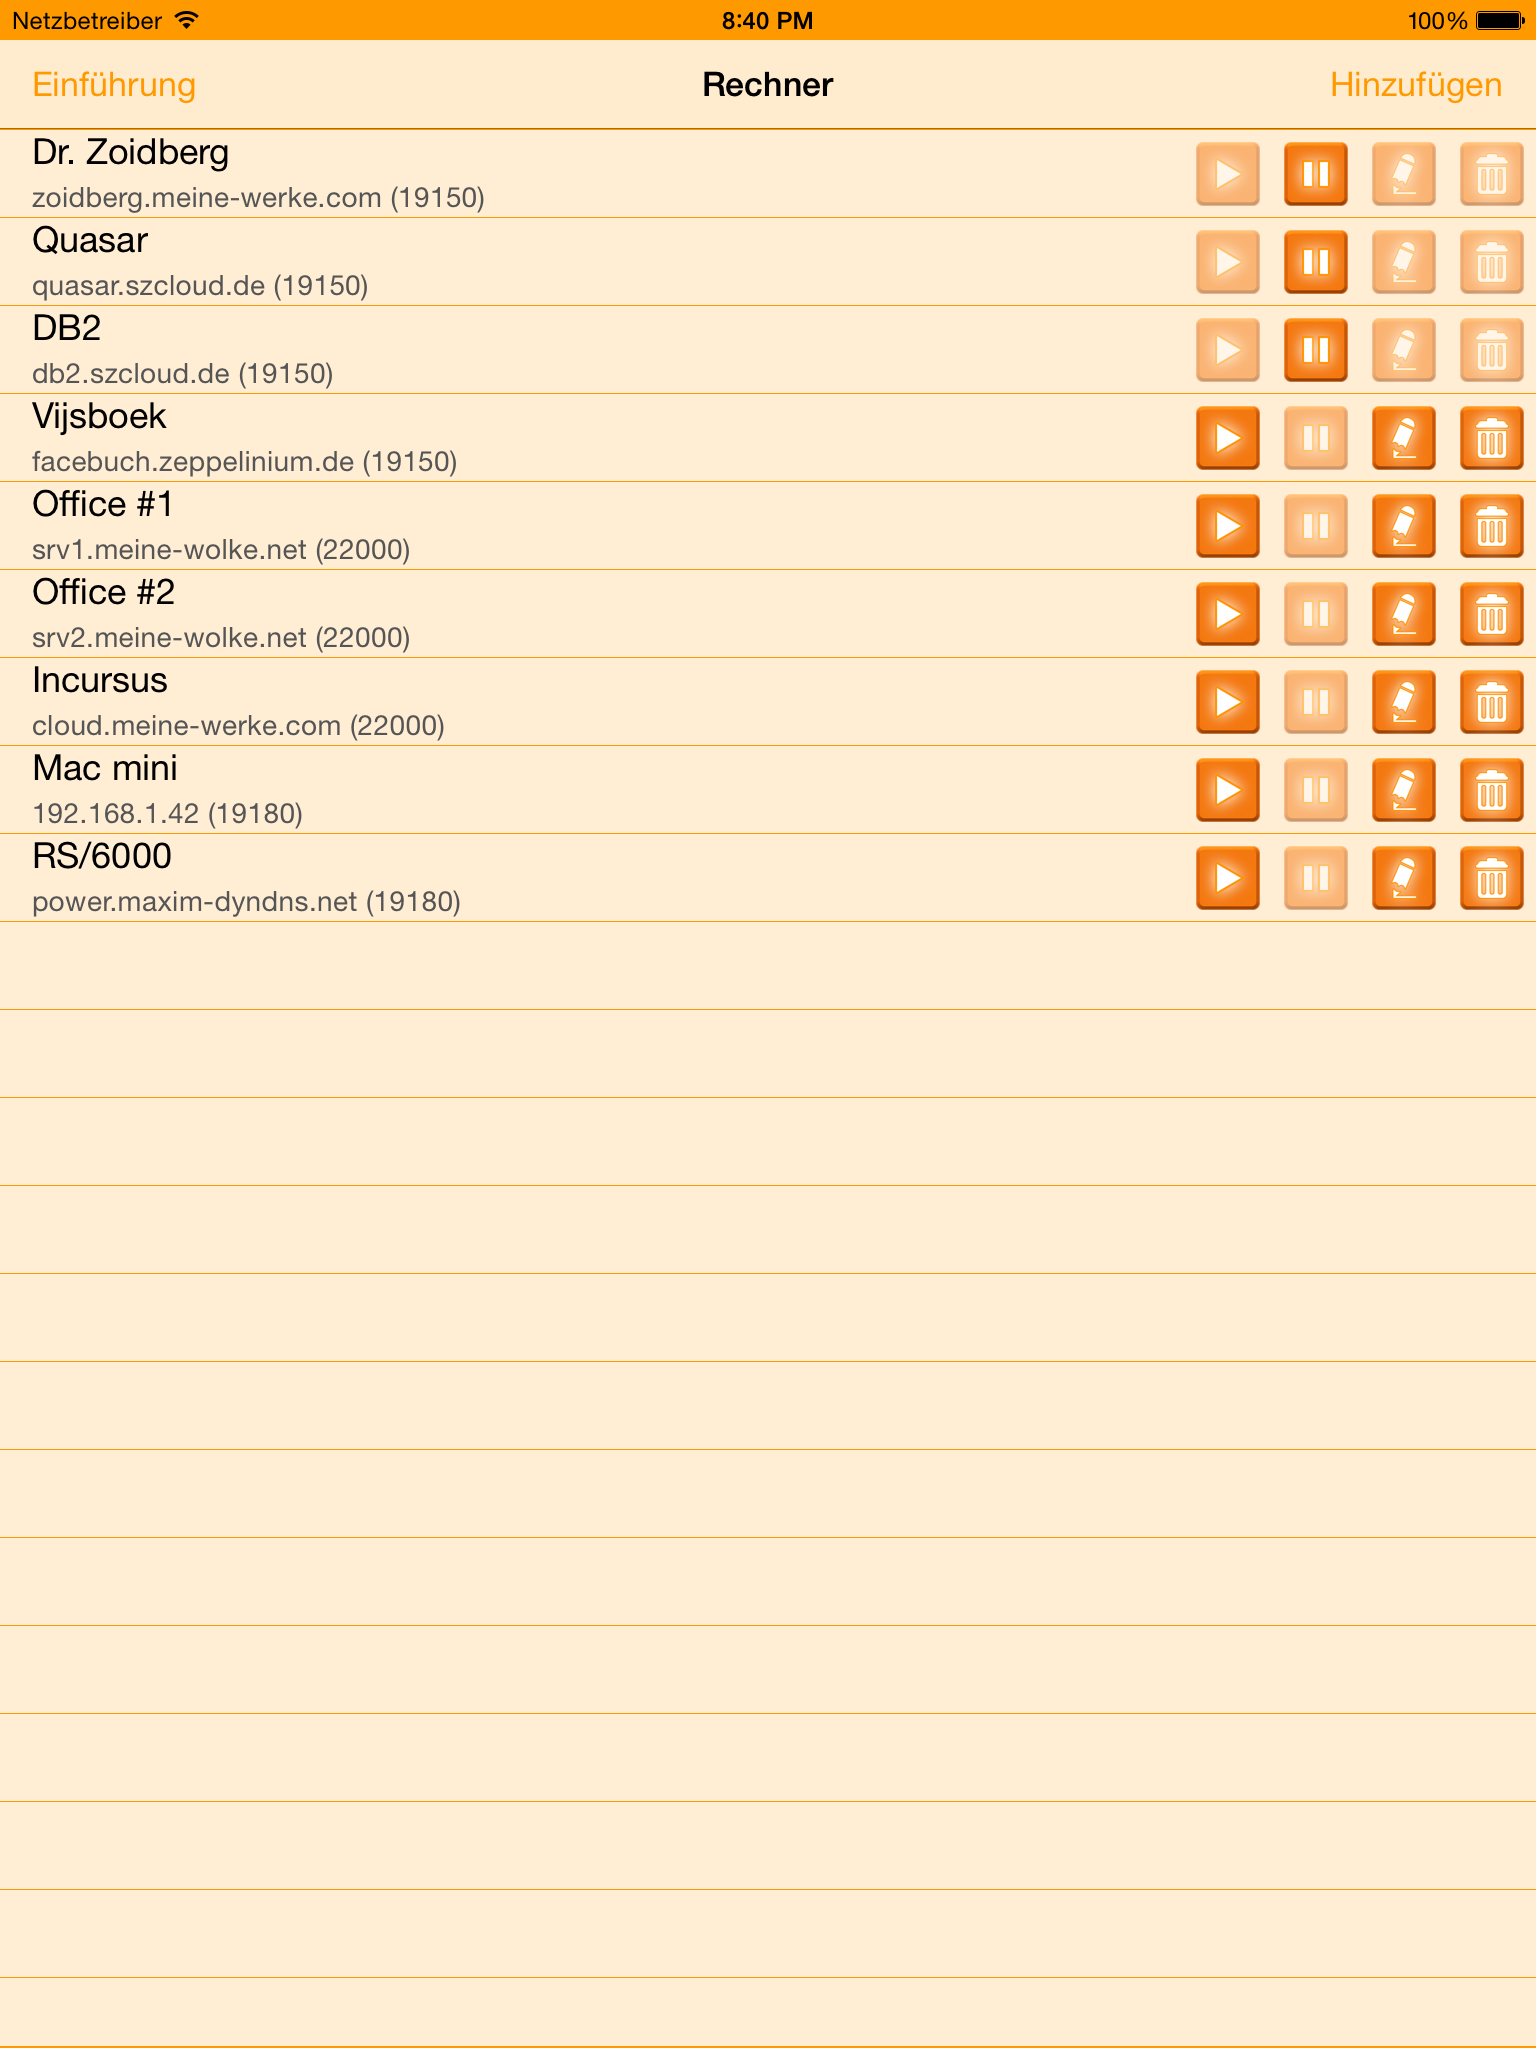 Netzbetreiber 8:40 PM 100%
Einführung Rechner Hinzufügen
Dr. Zoidberg
zoidberg.meine-werke.com (19150)
Quasar
quasar.szcloud.de (19150)
DB2
db2.szcloud.de (19150)
Vijsboek
facebuch.zeppelinium.de (19150)
Office #1
srv1.meine-wolke.net (22000)
Office #2
srv2.meine-wolke.net (22000)
Incursus
cloud.meine-werke.com (22000)
Mac mini
192.168.1.42 (19180)
RS/6000
power.maxim-dyndns.net (19180)